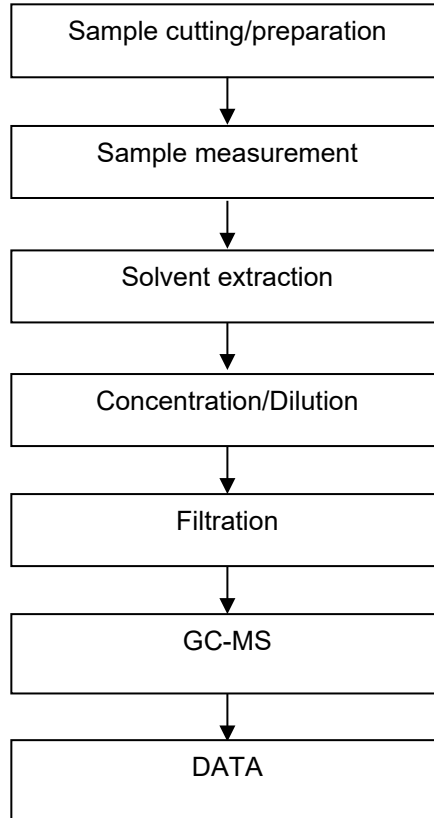 Sample cutting/preparation
Sample measurement
Solvent extraction
Concentration/Dilution
Filtration
GC-MS
DATA